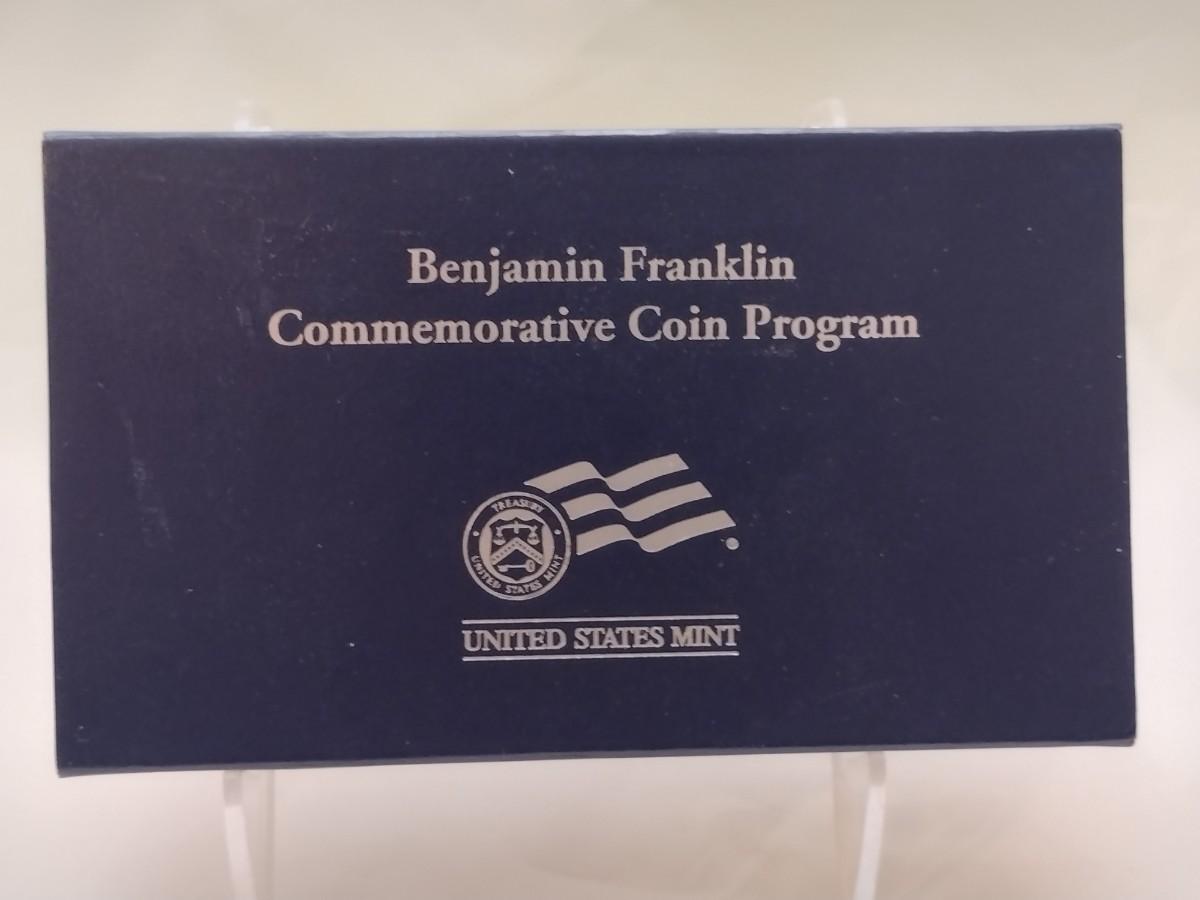 Benjamin Franklin
Commemorative Coin Program
TREASURY
UNITED STATES MINT
UNITED STATES MINT